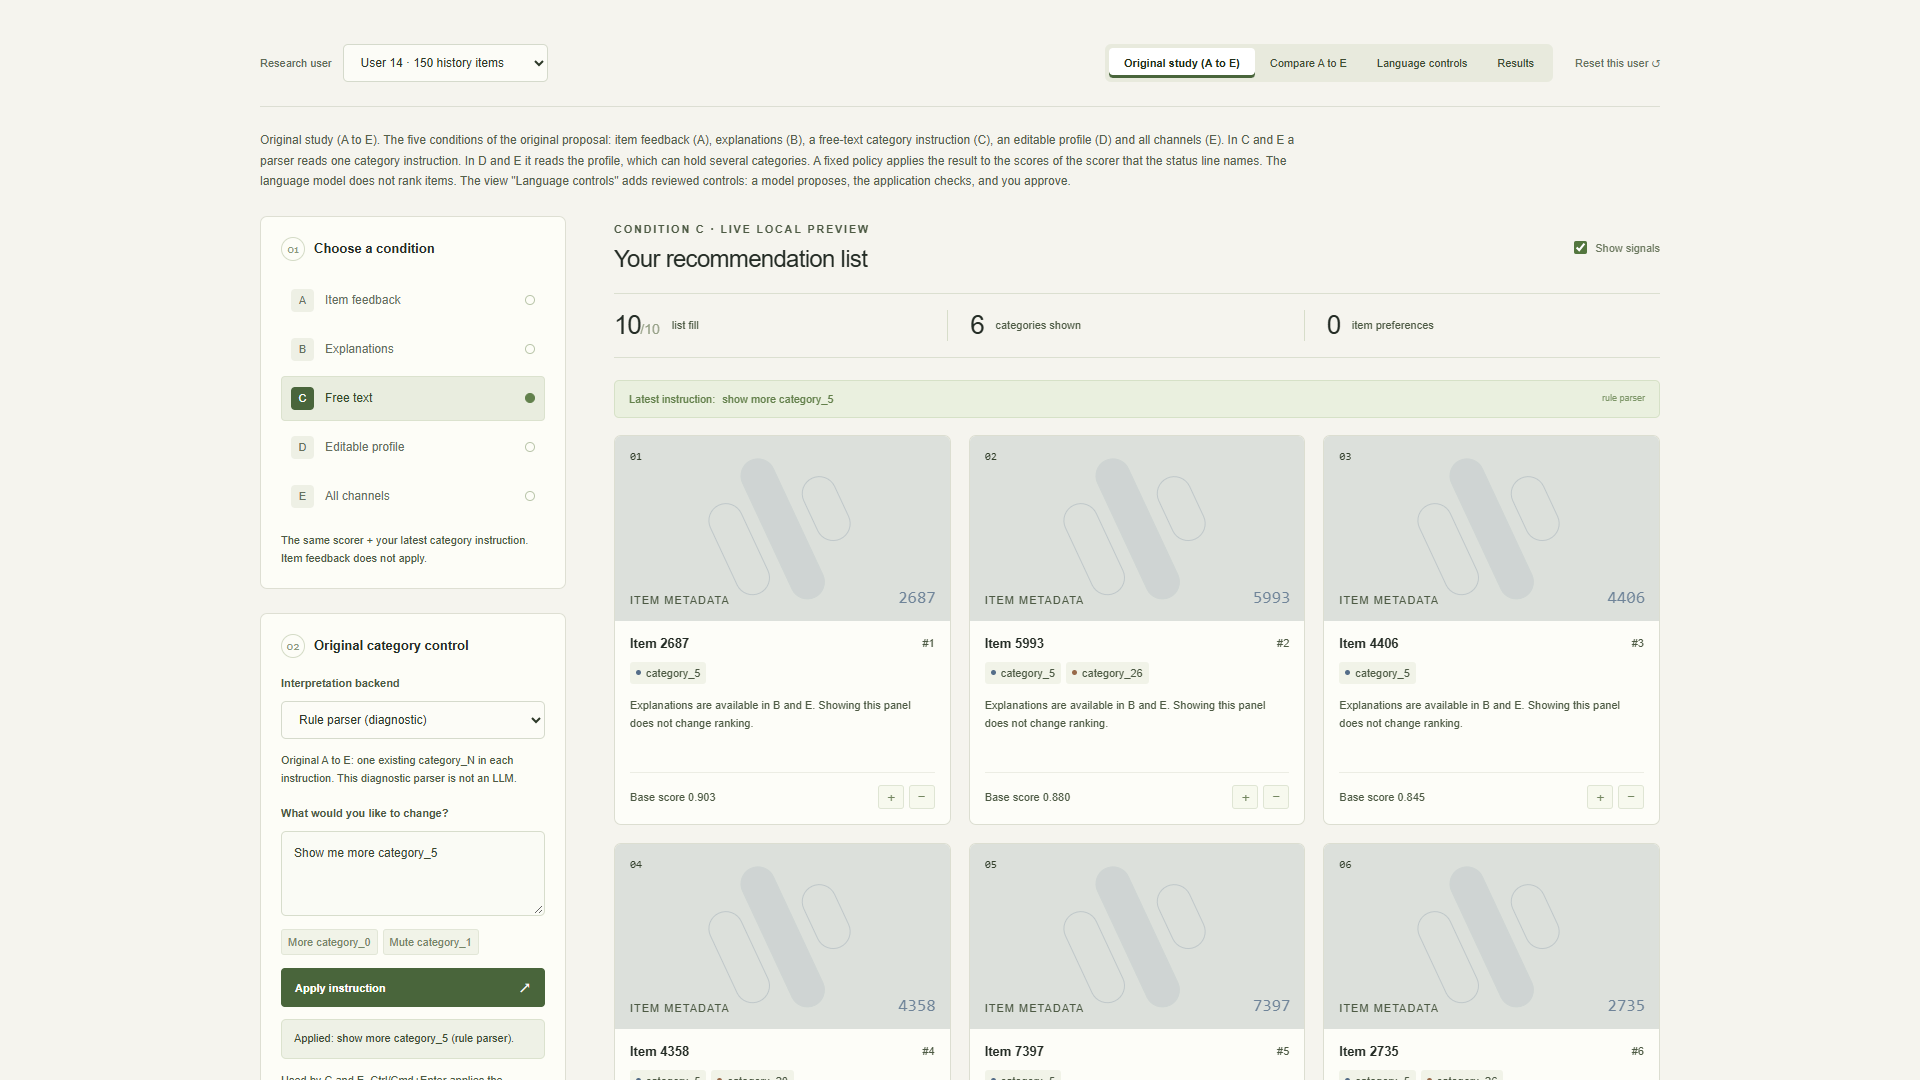 Research user
User 14 · 150 history items
Original study (A to E)
Compare A to E
Language controls
Results
Reset this user ↺
Original study (A to E). The five conditions of the original proposal: item feedback (A), explanations (B), a free-text category instruction (C), an editable profile (D) and all channels (E). In C and E a
parser reads one category instruction. In D and E it reads the profile, which can hold several categories. A fixed policy applies the result to the scores of the scorer that the status line names. The
language model does not rank items. The view "Language controls" adds reviewed controls: a model proposes, the application checks, and you approve.
01 Choose a condition
A Item feedback
B Explanations
C Free text
D Editable profile
E All channels
The same scorer + your latest category instruction.
Item feedback does not apply.
02 Original category control
Interpretation backend
Rule parser (diagnostic)
Original A to E: one existing category_N in each
instruction. This diagnostic parser is not an LLM.
What would you like to change?
Show me more category_5
More category_0
Mute category_1
Apply instruction ↗
Applied: show more category_5 (rule parser).
Used by C and E. Ctrl/Cmd+Enter applies the
CONDITION C · LIVE LOCAL PREVIEW
Your recommendation list
Show signals
10/10 list fill
6 categories shown
0 item preferences
Latest instruction: show more category_5
rule parser
01
ITEM METADATA 2687
Item 2687 #1
category_5
Explanations are available in B and E. Showing this panel
does not change ranking.
Base score 0.903 + −
02
ITEM METADATA 5993
Item 5993 #2
category_5 category_26
Explanations are available in B and E. Showing this panel
does not change ranking.
Base score 0.880 + −
03
ITEM METADATA 4406
Item 4406 #3
category_5
Explanations are available in B and E. Showing this panel
does not change ranking.
Base score 0.845 + −
04
ITEM METADATA 4358
Item 4358 #4
05
ITEM METADATA 7397
Item 7397 #5
06
ITEM METADATA 2735
Item 2735 #6